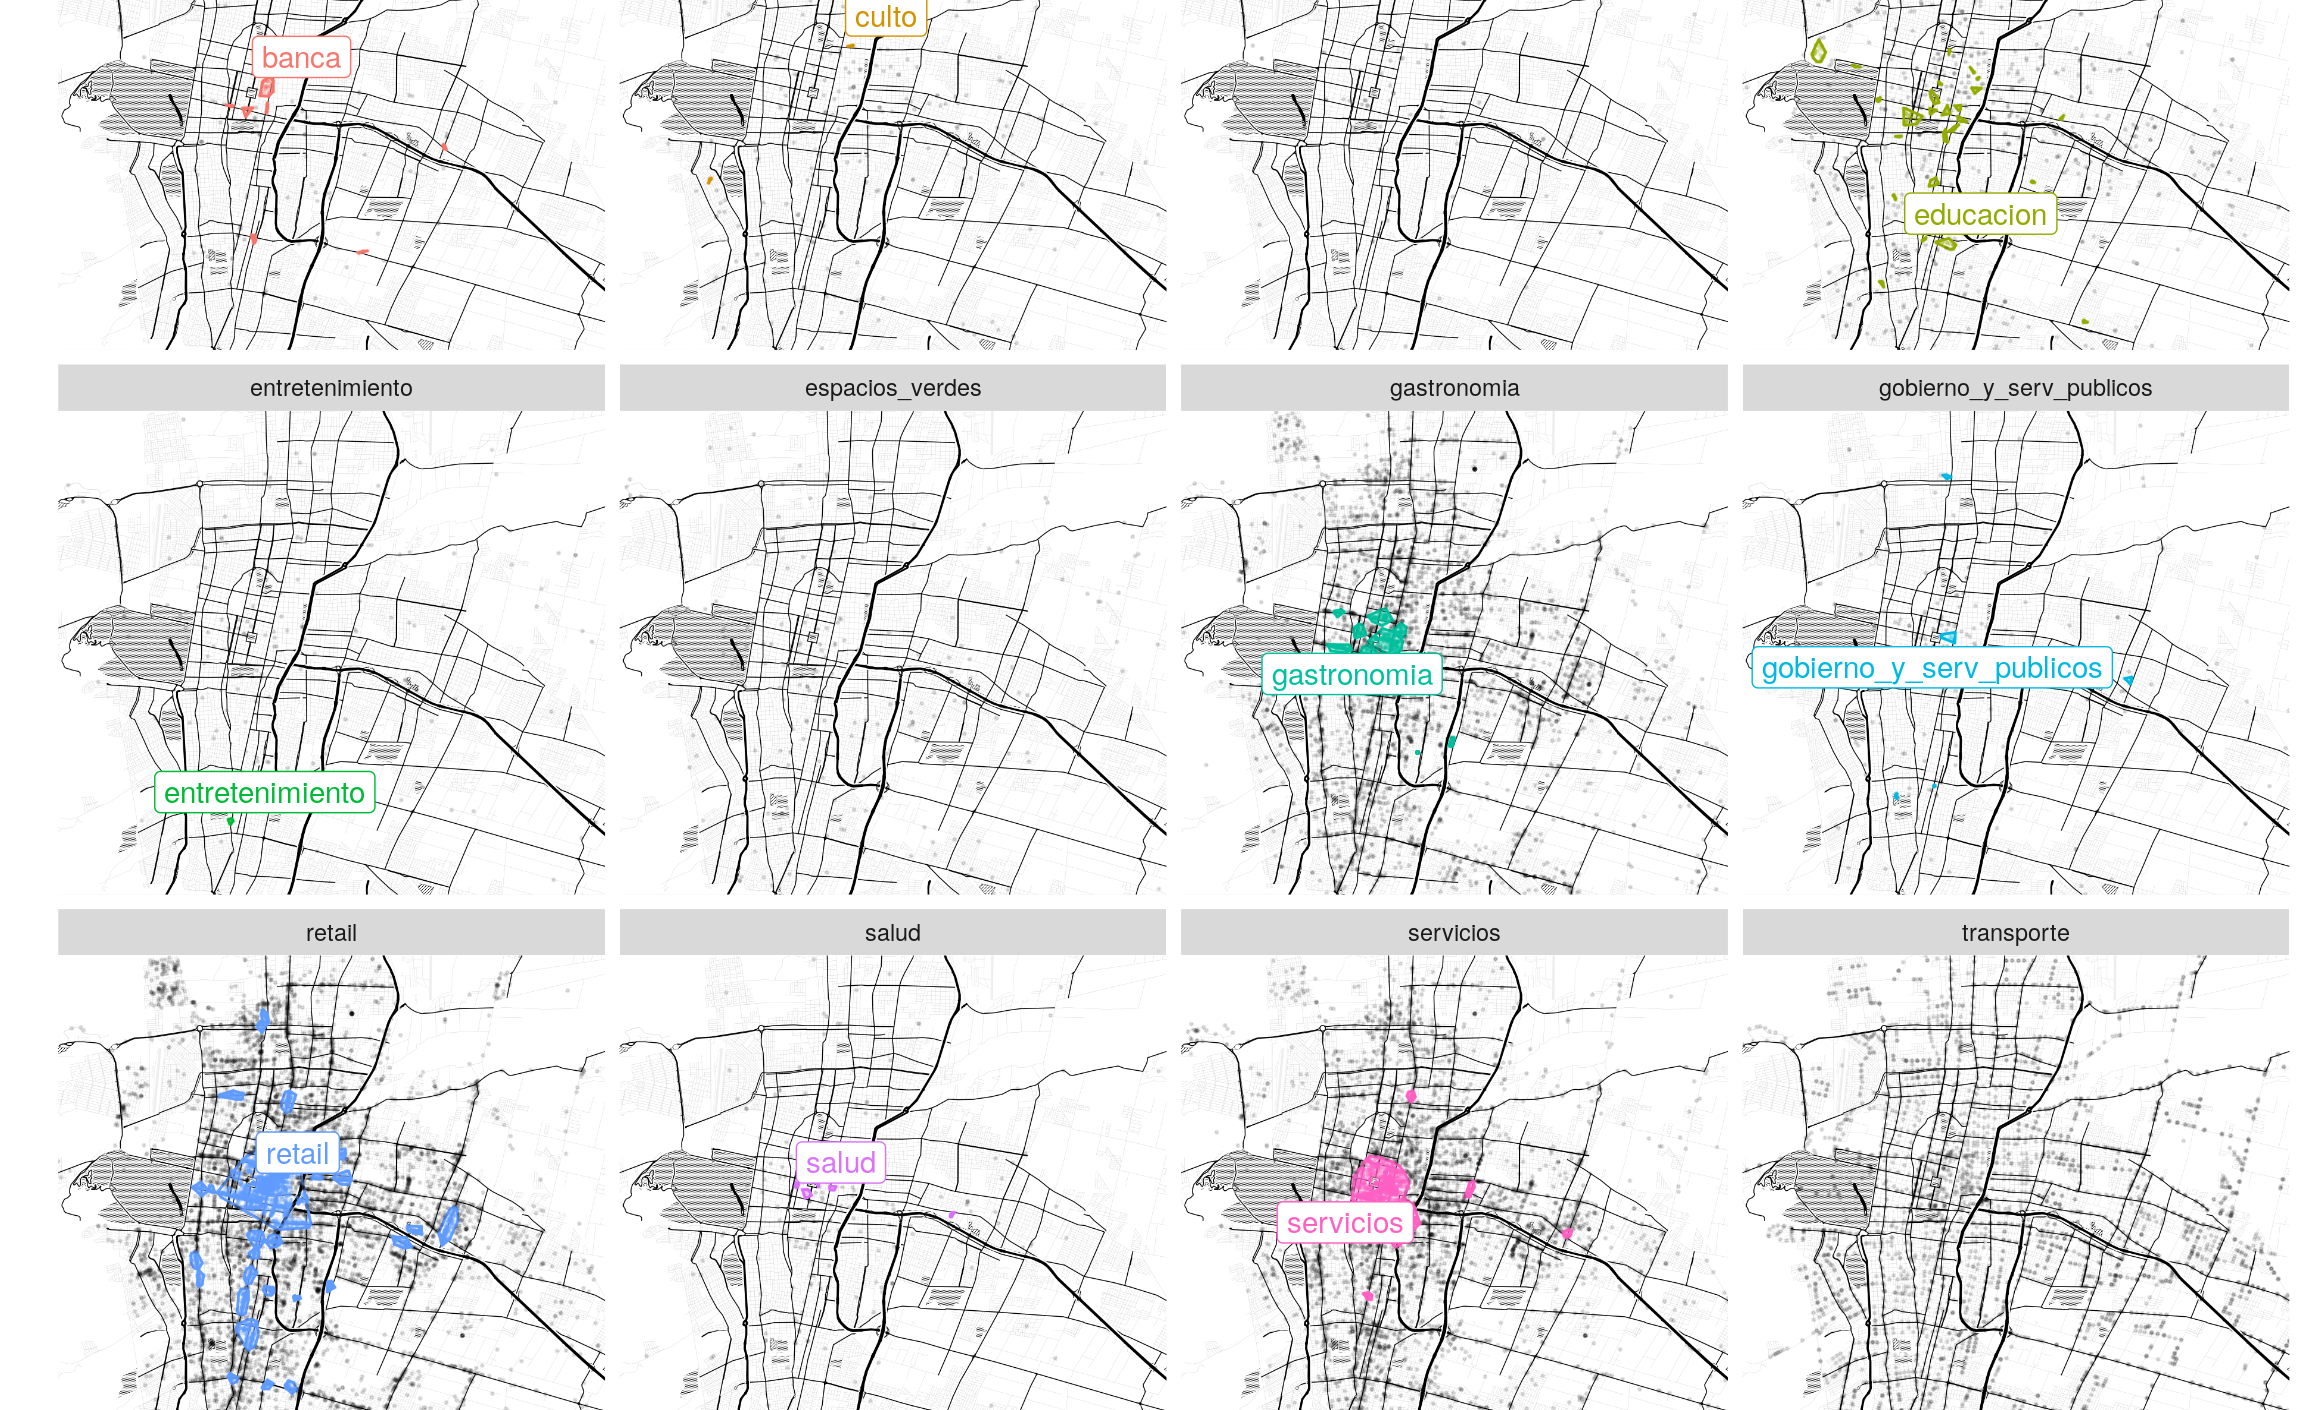 banca
culto
educacion
entretenimiento
espacios_verdes
gastronomia
gobierno_y_serv_publicos
gastronomia
gobierno_y_serv_publicos
entretenimiento
retail
salud
servicios
transporte
retail
salud
servicios